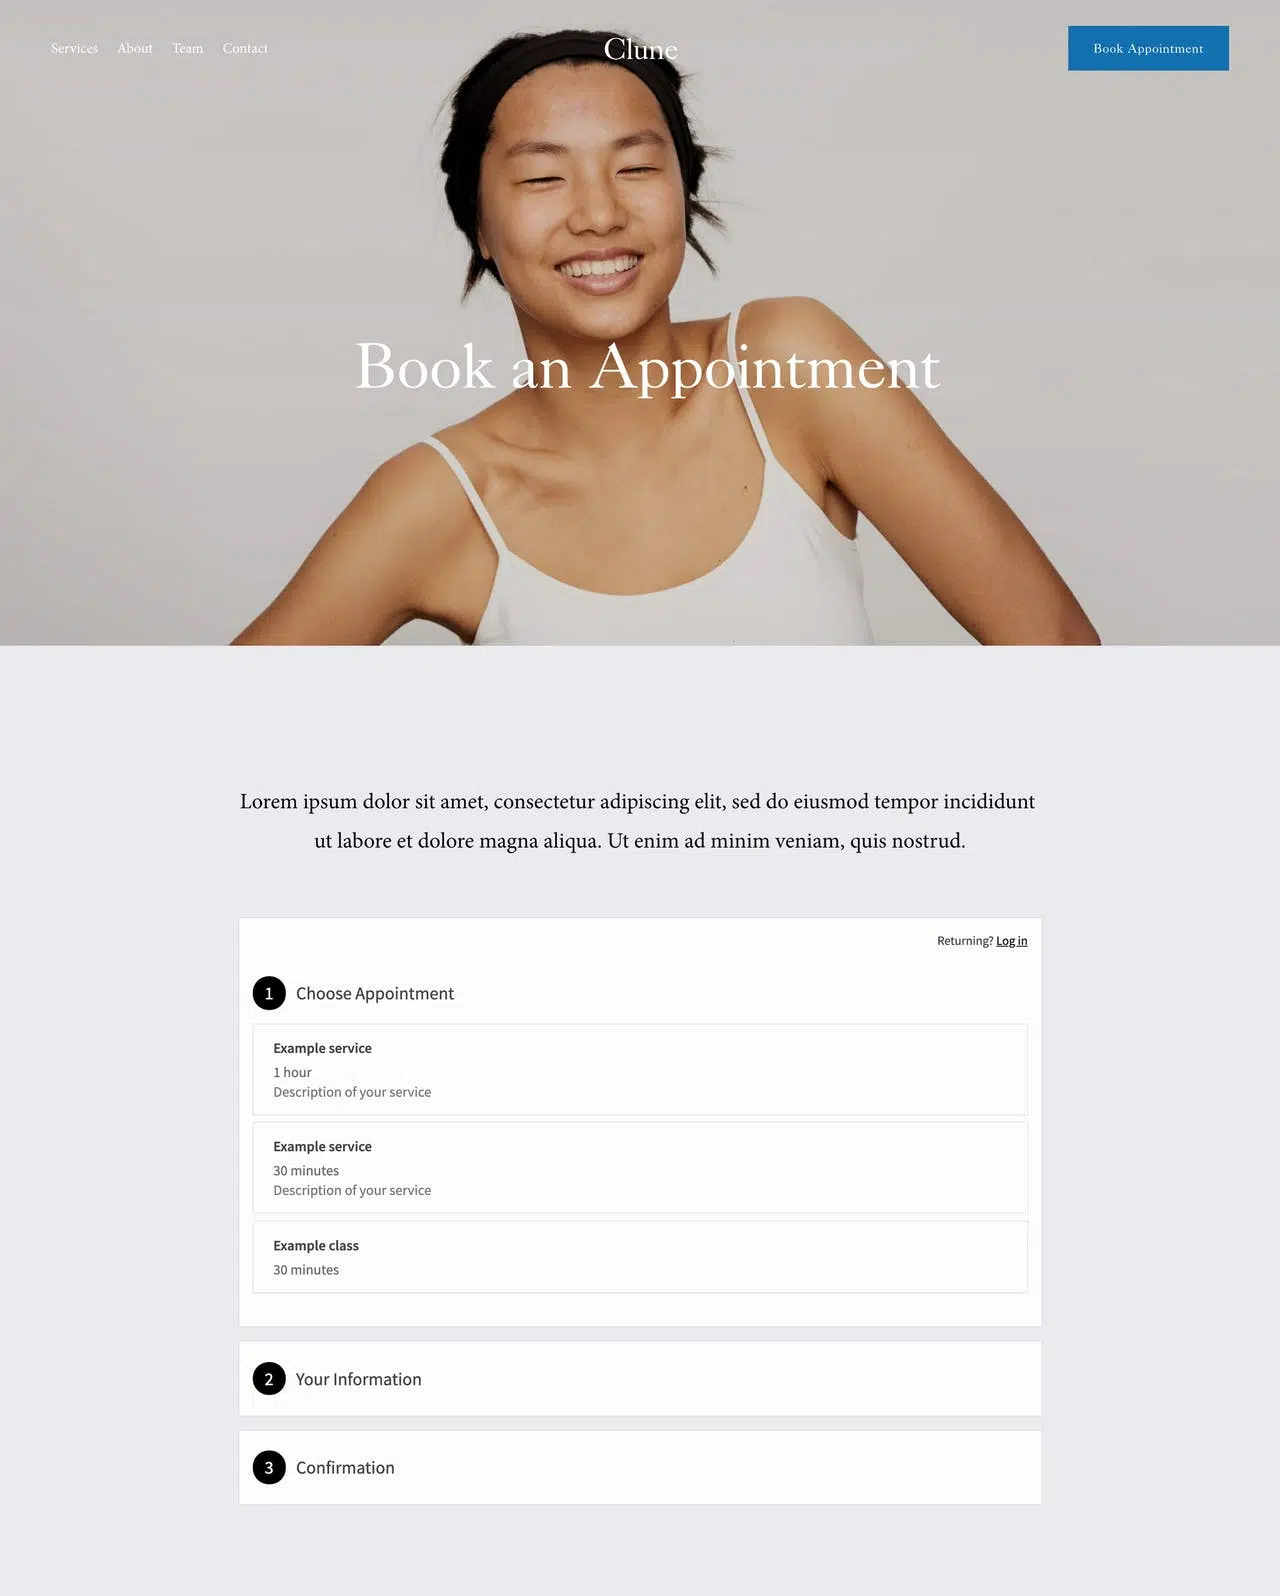 Services About Team Contact
Clune
Book Appointment
Book an Appointment
Lorem ipsum dolor sit amet, consectetur adipiscing elit, sed do eiusmod tempor incididunt
ut labore et dolore magna aliqua. Ut enim ad minim veniam, quis nostrud.
Returning? Log in
1 Choose Appointment
Example service
1 hour
Description of your service
Example service
30 minutes
Description of your service
Example class
30 minutes
2 Your Information
3 Confirmation